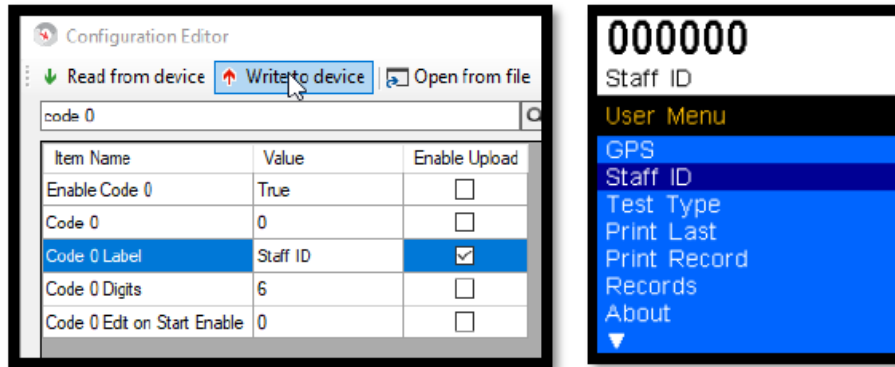 Configuration Editor
Read from device Write to device Open from file
code 0
Item Name Value Enable Upload
Enable Code 0 True
Code 0 0
Code 0 Label Staff ID
Code 0 Digits 6
Code 0 Edit on Start Enable 0
000000
Staff ID
User Menu
GPS
Staff ID
Test Type
Print Last
Print Record
Records
About